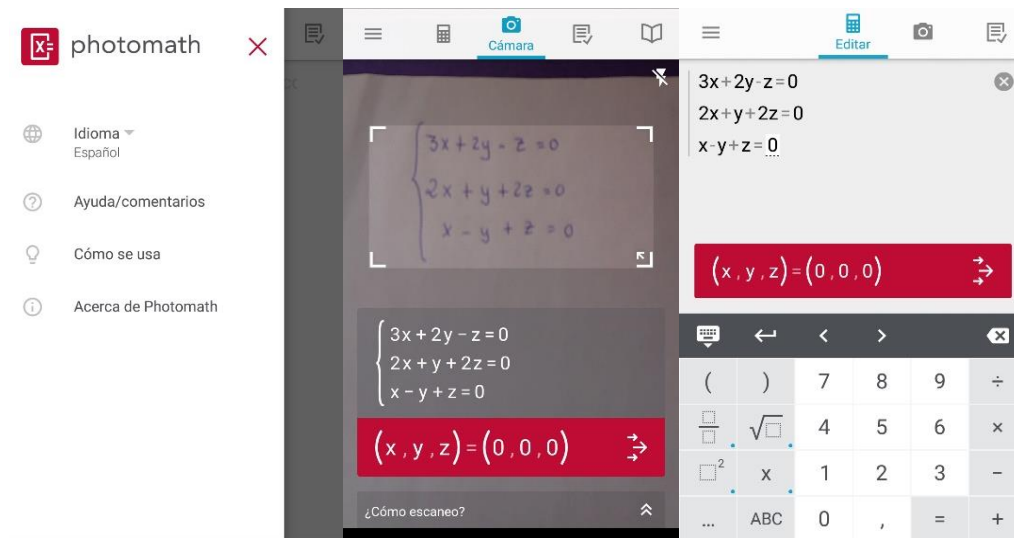 photomath
Idioma
Español
Ayuda/comentarios
Cómo se usa
Acerca de Photomath
Cámara
3x + 2y - z = 0
2x + y + 2z = 0
x - y + z = 0
3x + 2y - z = 0
2x + y + 2z = 0
x - y + z = 0
(x, y, z) = (0, 0, 0)
¿Cómo escaneo?
Editar
3x+2y-z=0
2x+y+2z=0
x-y+z=0
(x, y, z)=(0, 0, 0)
( ) 7 8 9 ÷
√ 4 5 6 ×
2 x 1 2 3 −
... ABC 0 , = +